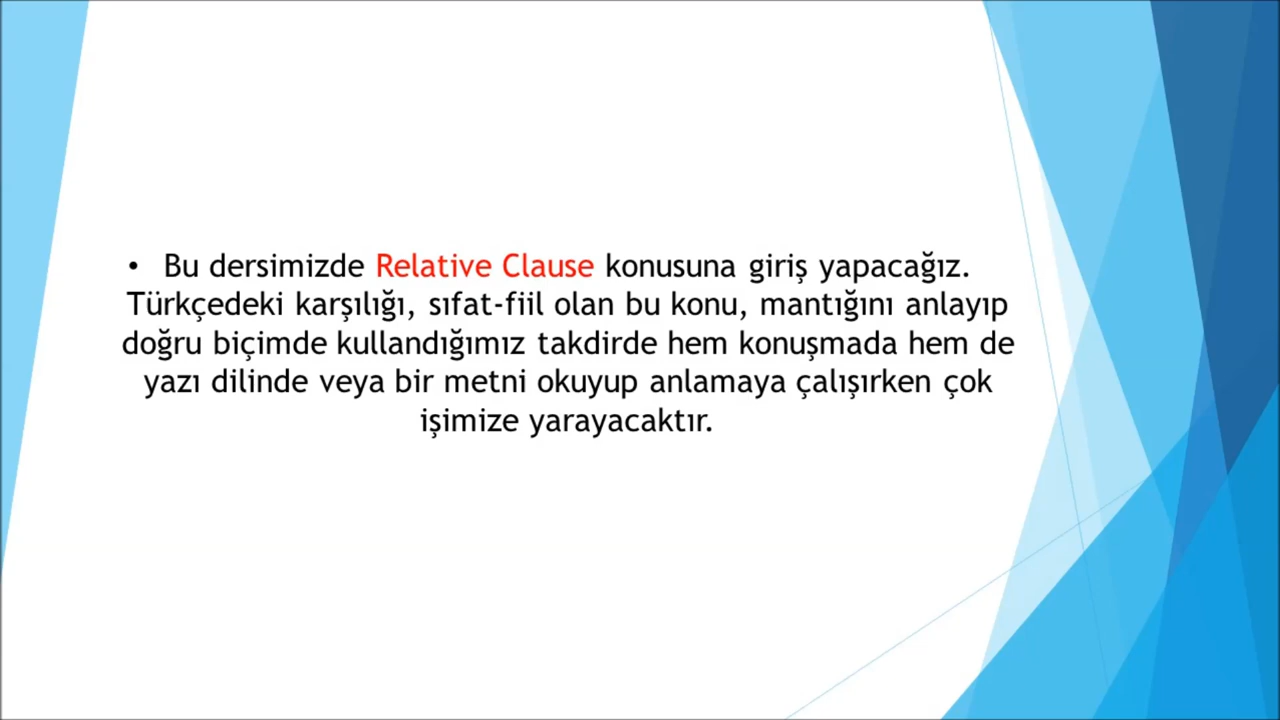 • Bu dersimizde Relative Clause konusuna giriş yapacağız.
Türkçedeki karşılığı, sıfat-fiil olan bu konu, mantığını anlayıp
doğru biçimde kullandığımız takdirde hem konuşmada hem de
yazı dilinde veya bir metni okuyup anlamaya çalışırken çok
işimize yarayacaktır.